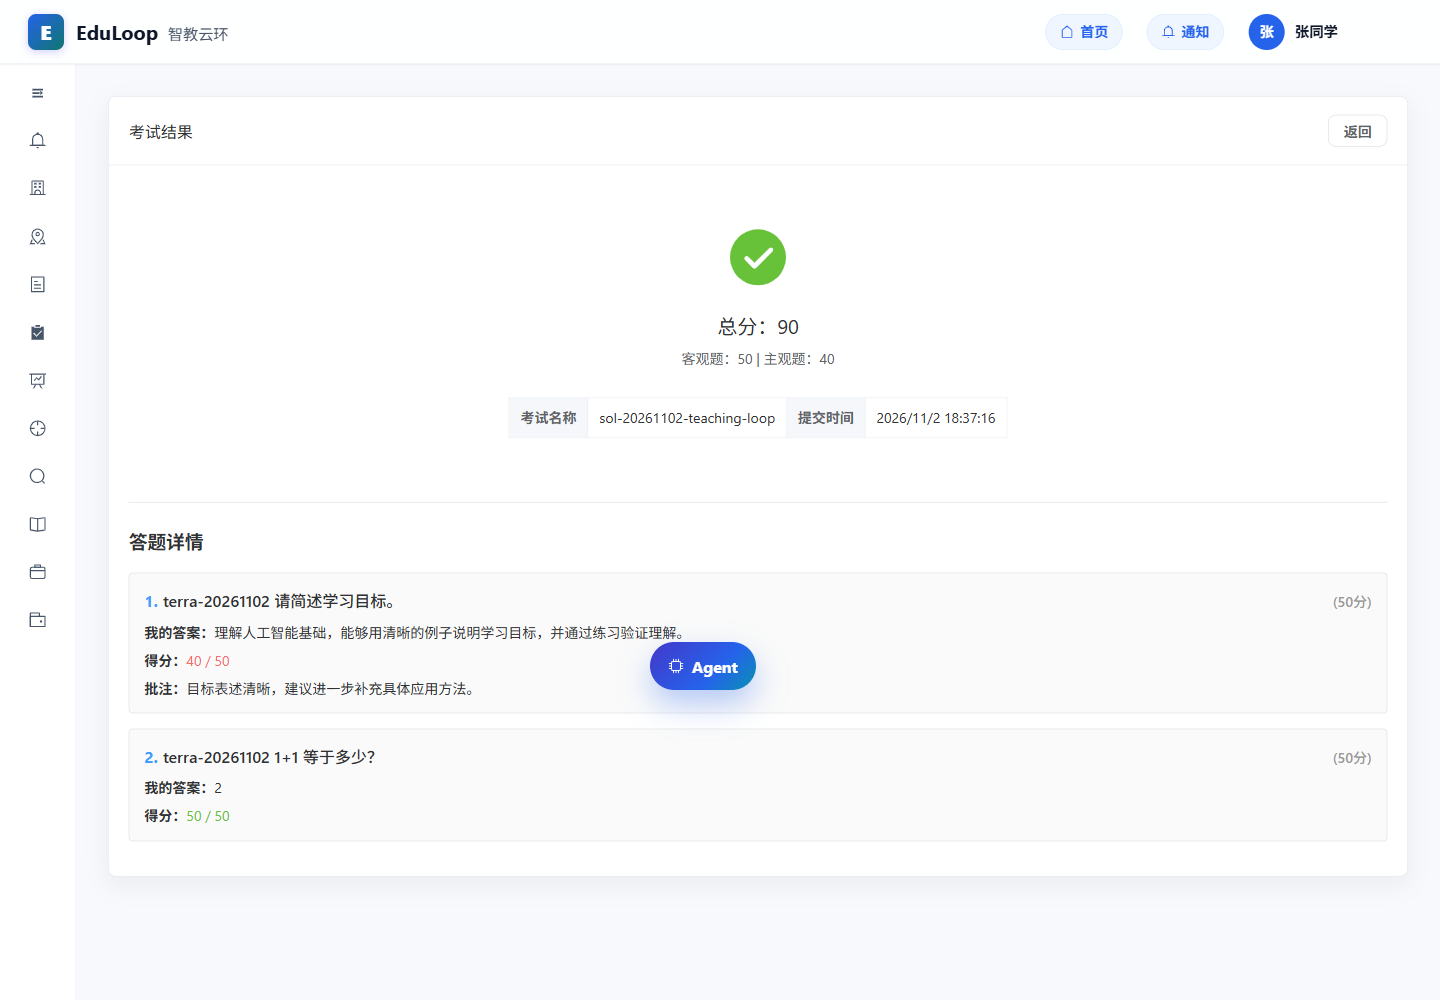 E EduLoop 智教云环 首页 通知 张 张同学
考试结果 返回
总分：90
客观题：50 | 主观题：40
考试名称 sol-20261102-teaching-loop 提交时间 2026/11/2 18:37:16
答题详情
1. terra-20261102 请简述学习目标。 (50分)
我的答案：理解人工智能基础，能够用清晰的例子说明学习目标，并通过练习验证理解。
得分：40 / 50
Agent
批注：目标表述清晰，建议进一步补充具体应用方法。
2. terra-20261102 1+1 等于多少？ (50分)
我的答案：2
得分：50 / 50